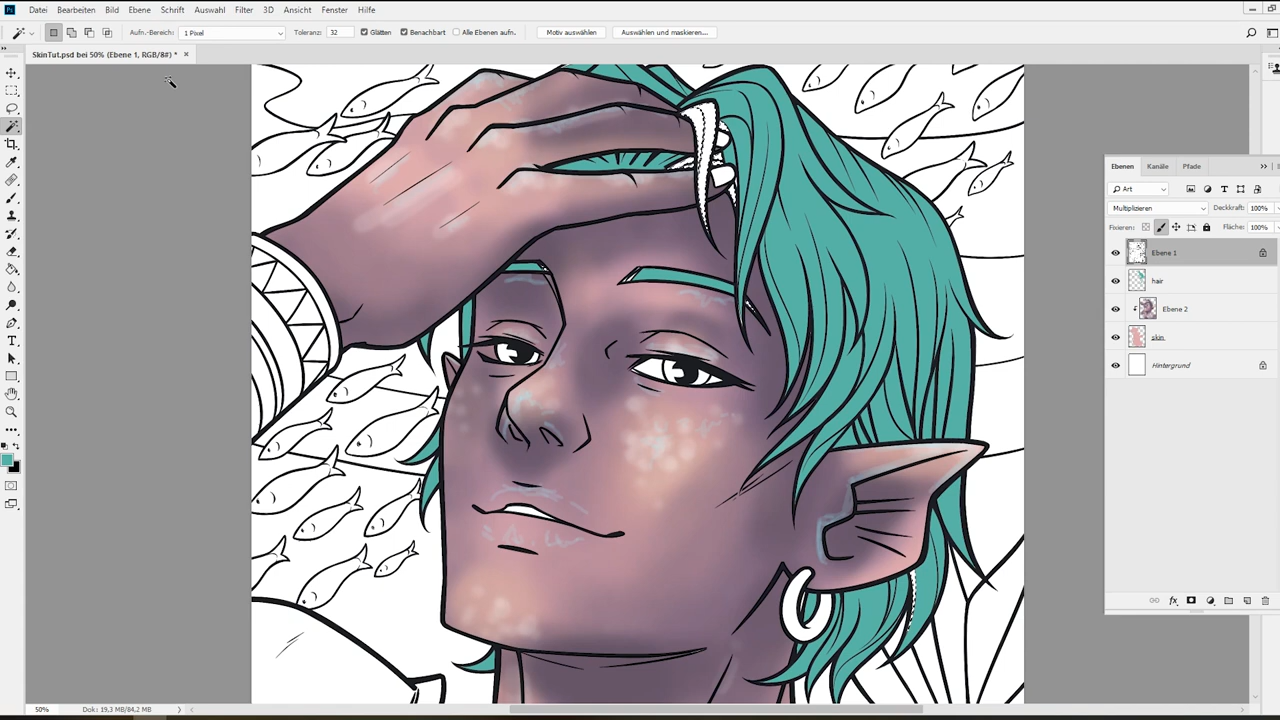 Ps Datei Bearbeiten Bild Ebene Schrift Auswahl Filter 3D Ansicht Fenster Hilfe
Aufn.-Bereich: 1 Pixel Toleranz: 32 Glätten Benachbart Alle Ebenen aufn. Motiv auswählen Auswählen und maskieren...
SkinTut.psd bei 50% (Ebene 1, RGB/8#) * ×
Ebenen Kanäle Pfade
Art
Multiplizieren Deckkraft: 100%
Fixieren: Fläche: 100%
Ebene 1
hair
Ebene 2
skin
Hintergrund
50% Dok: 19,3 MB/84,2 MB